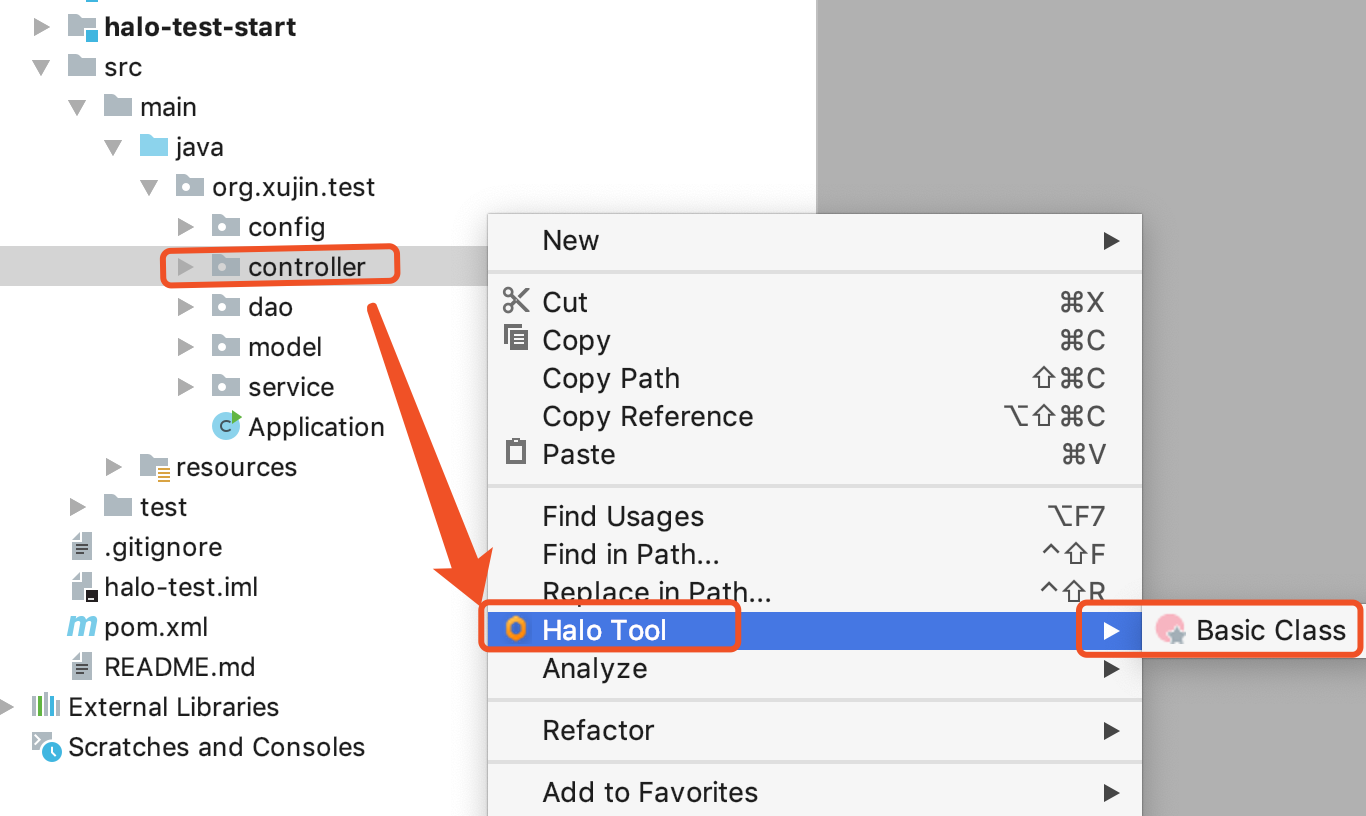 halo-test-start
src
main
java
org.xujin.test
config
controller
dao
model
service
Application
resources
test
.gitignore
halo-test.iml
pom.xml
README.md
External Libraries
Scratches and Consoles
New
Cut ⌘X
Copy ⌘C
Copy Path ⇧⌘C
Copy Reference ⌥⇧⌘C
Paste ⌘V
Find Usages ⌥F7
Find in Path... ^⇧F
Replace in Path... ^⇧R
Halo Tool
Basic Class
Analyze
Refactor
Add to Favorites